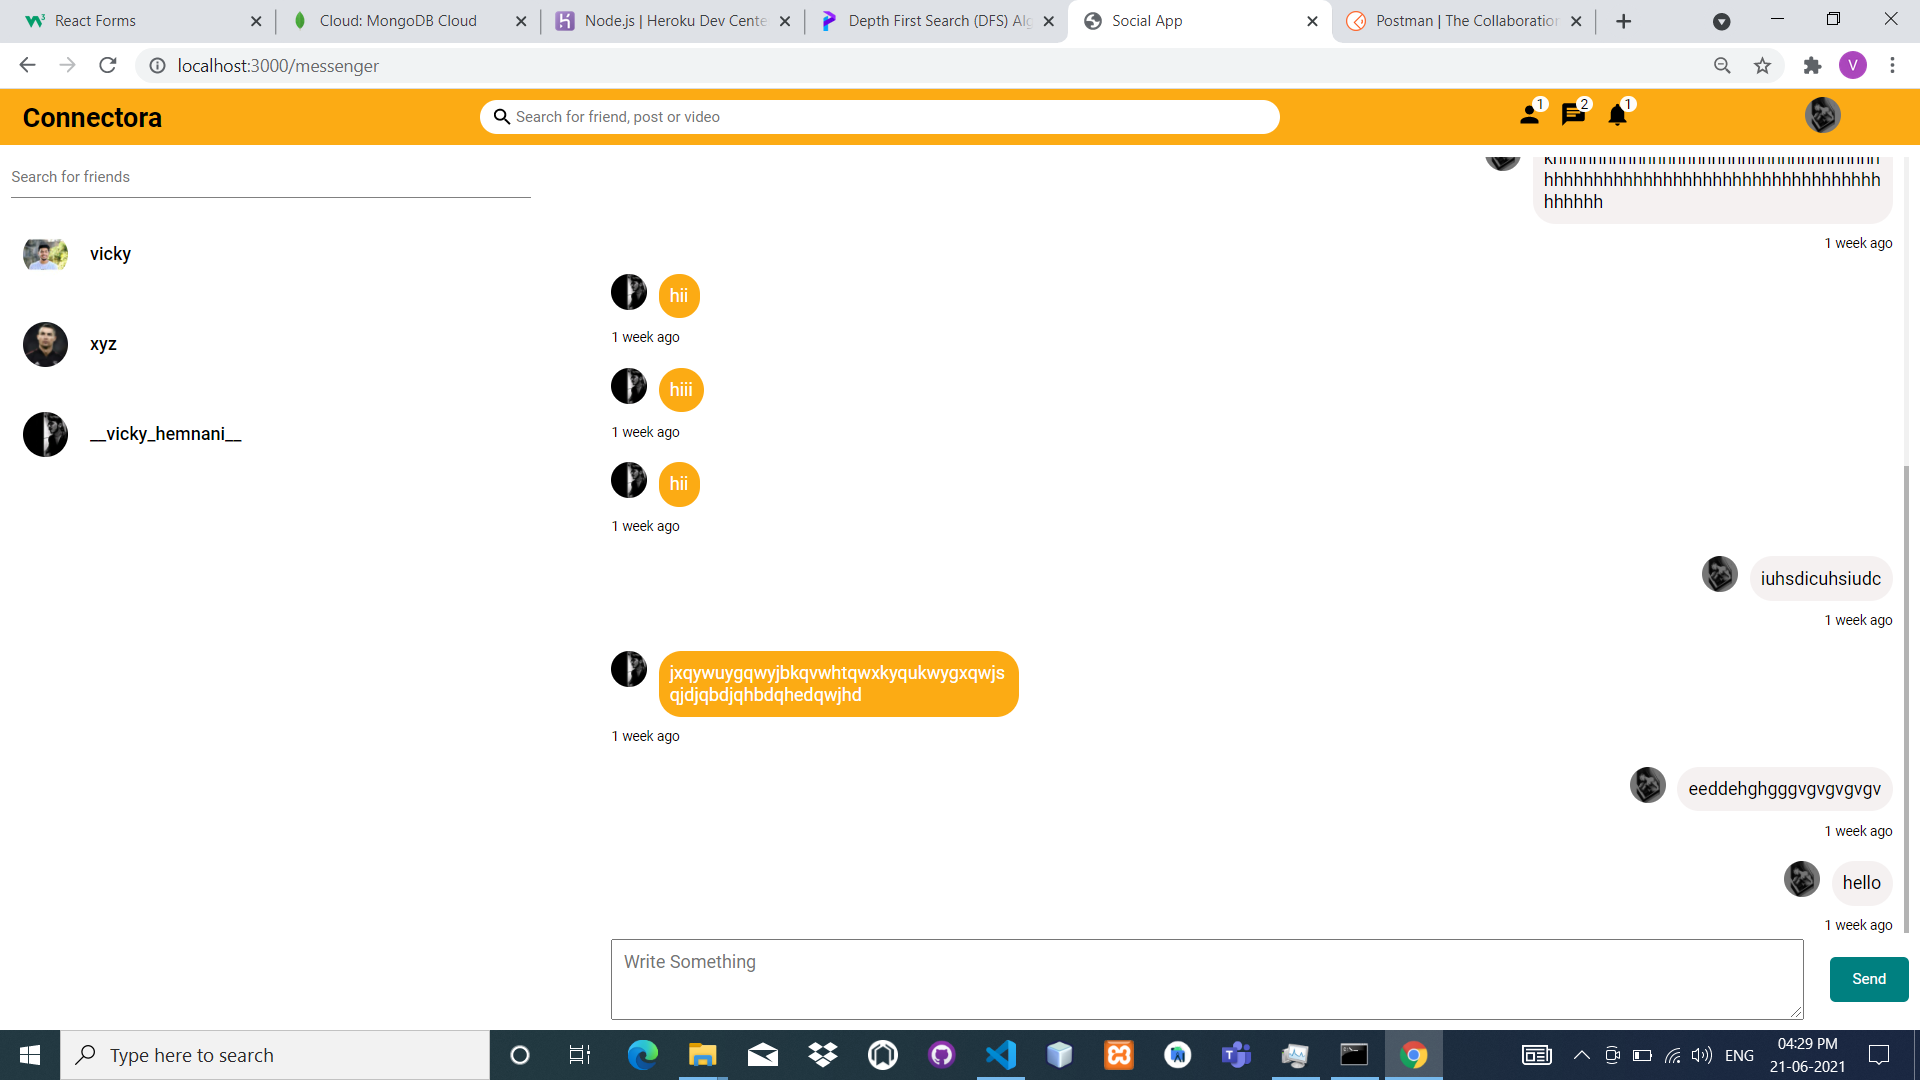 React Forms
Cloud: MongoDB Cloud
Node.js | Heroku Dev Cente
Depth First Search (DFS) Alg
Social App
Postman | The Collaboration
localhost:3000/messenger
V
Connectora
Search for friend, post or video
1
2
1
Search for friends
vicky
xyz
__vicky_hemnani__
hhhhhhhhhhhhhhhhhhhhhhhhhhhhhhhhhh
hhhhhh
1 week ago
hii
1 week ago
hiii
1 week ago
hii
1 week ago
iuhsdicuhsiudc
1 week ago
jxqywuygqwyjbkqvwhtqwxkyqukwygxqwjs
qjdjqbdjqhbdqhedqwjhd
1 week ago
eeddehghgggvgvgvgvgv
1 week ago
hello
1 week ago
Write Something
Send
Type here to search
ENG
04:29 PM
21-06-2021